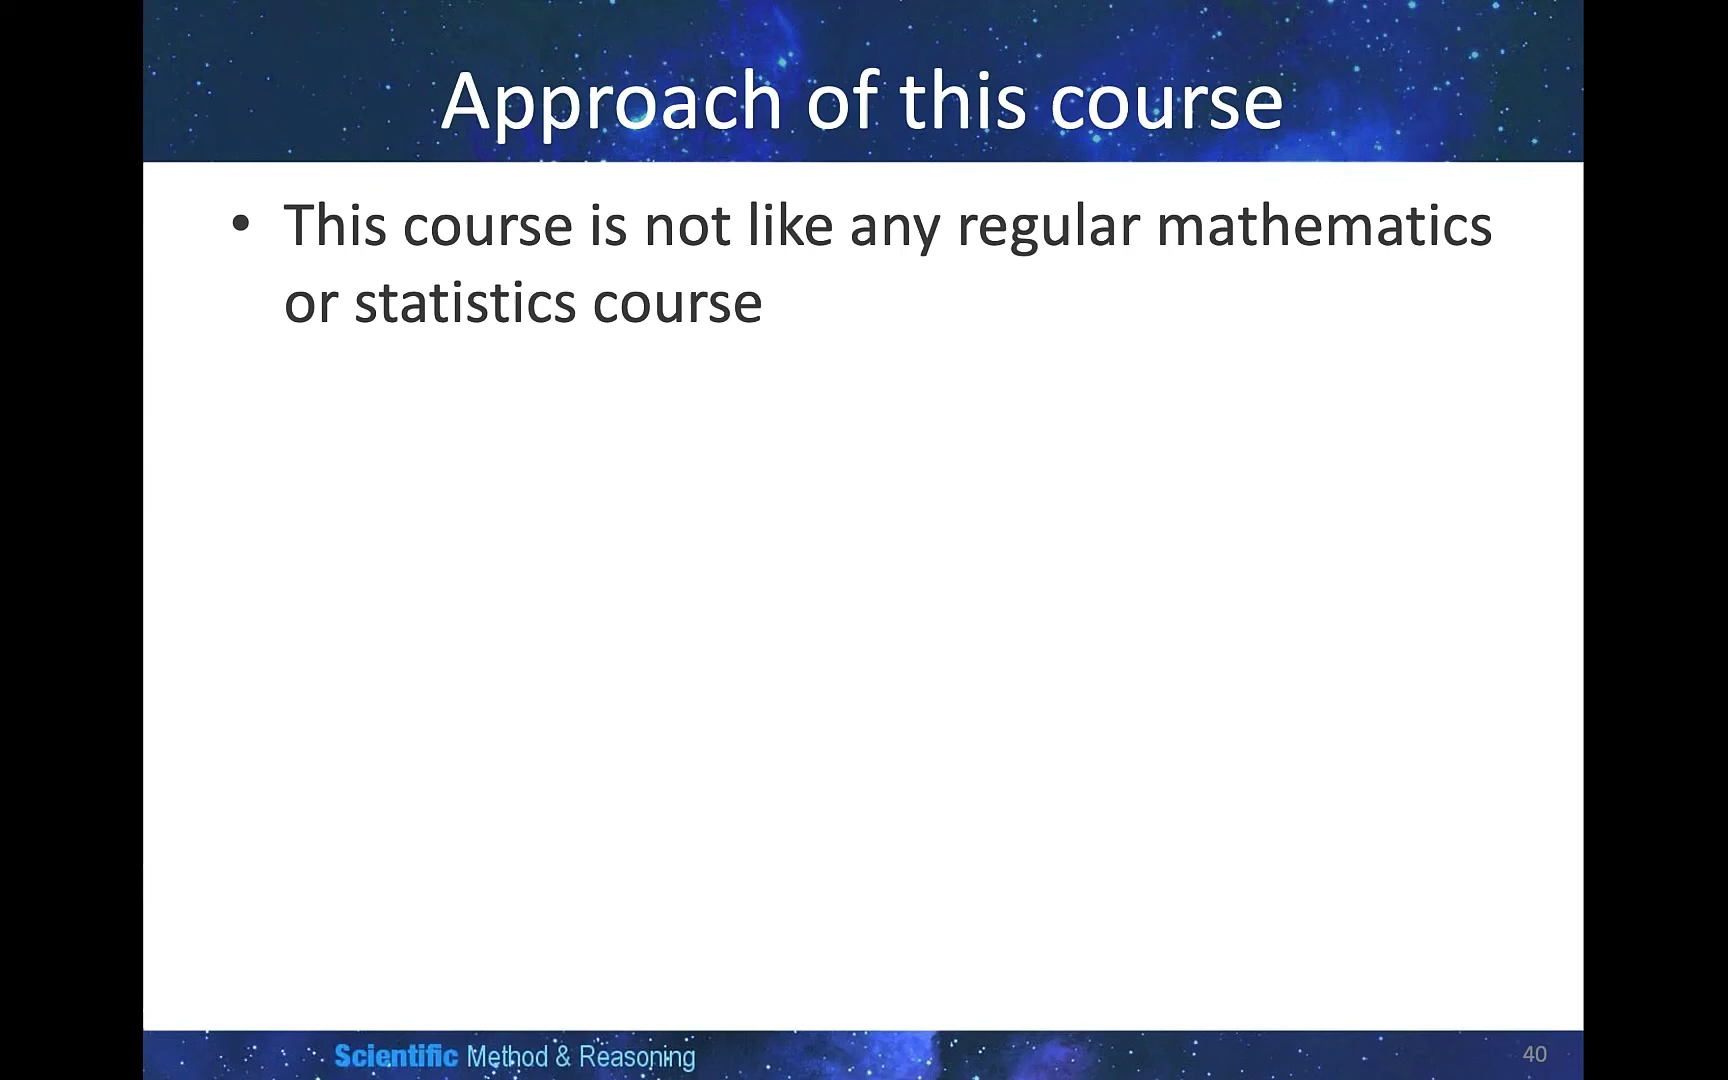 Approach of this course
• This course is not like any regular mathematics
or statistics course
Scientific Method & Reasoning
40